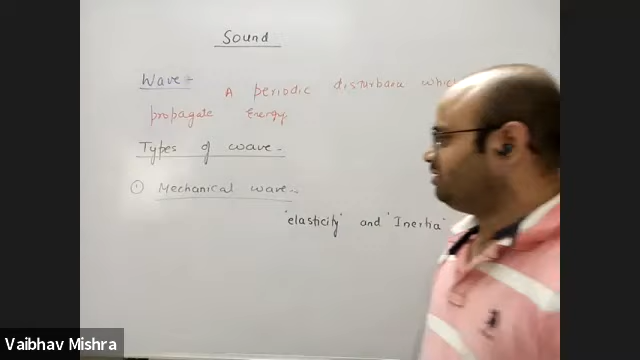 Sound
Wave:- A periodic disturbance which
propagate Energy
Types of wave -
① Mechanical wave -
"elasticity" and "Inertia"
Vaibhav Mishra